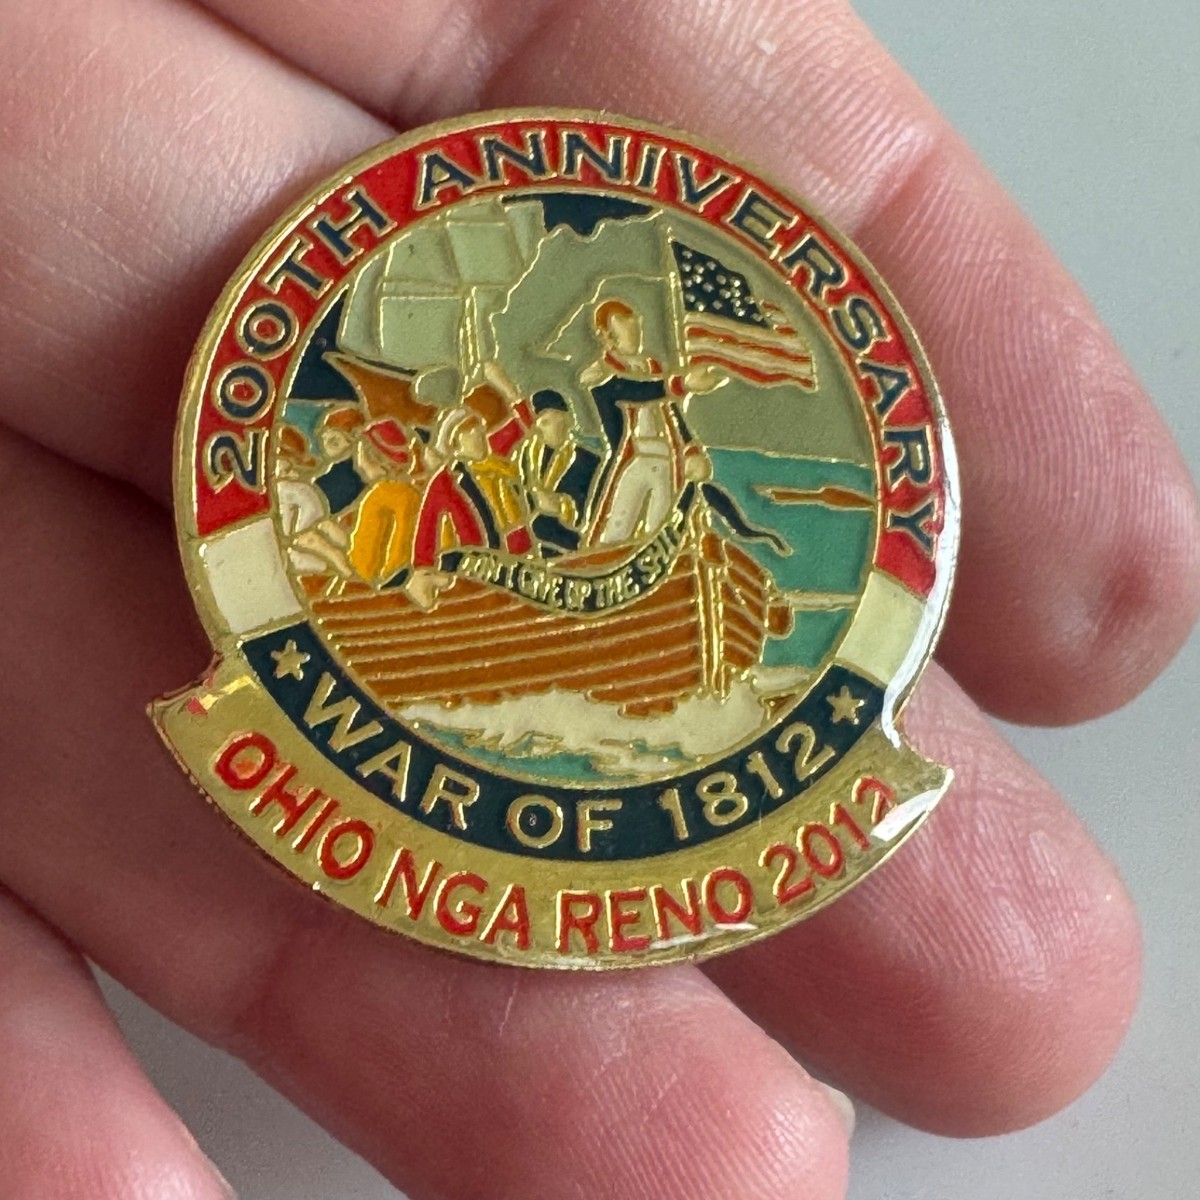 200TH ANNIVERSARY
DON'T GIVE UP THE SHIP
★ WAR OF 1812 ★
OHIO NGA RENO 2012